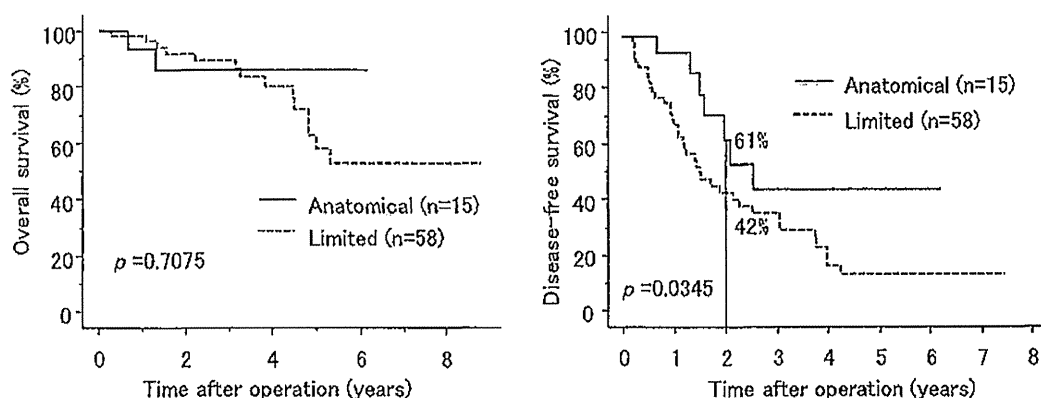 Overall survival (%)
100
80
60
40
20
0
Anatomical (n=15)
Limited (n=58)
p =0.7075
0
2
4
6
8
Time after operation (years)
Disease-free survival (%)
100
80
60
40
20
0
Anatomical (n=15)
Limited (n=58)
61%
42%
p =0.0345
0
1
2
3
4
5
6
7
8
Time after operation (years)